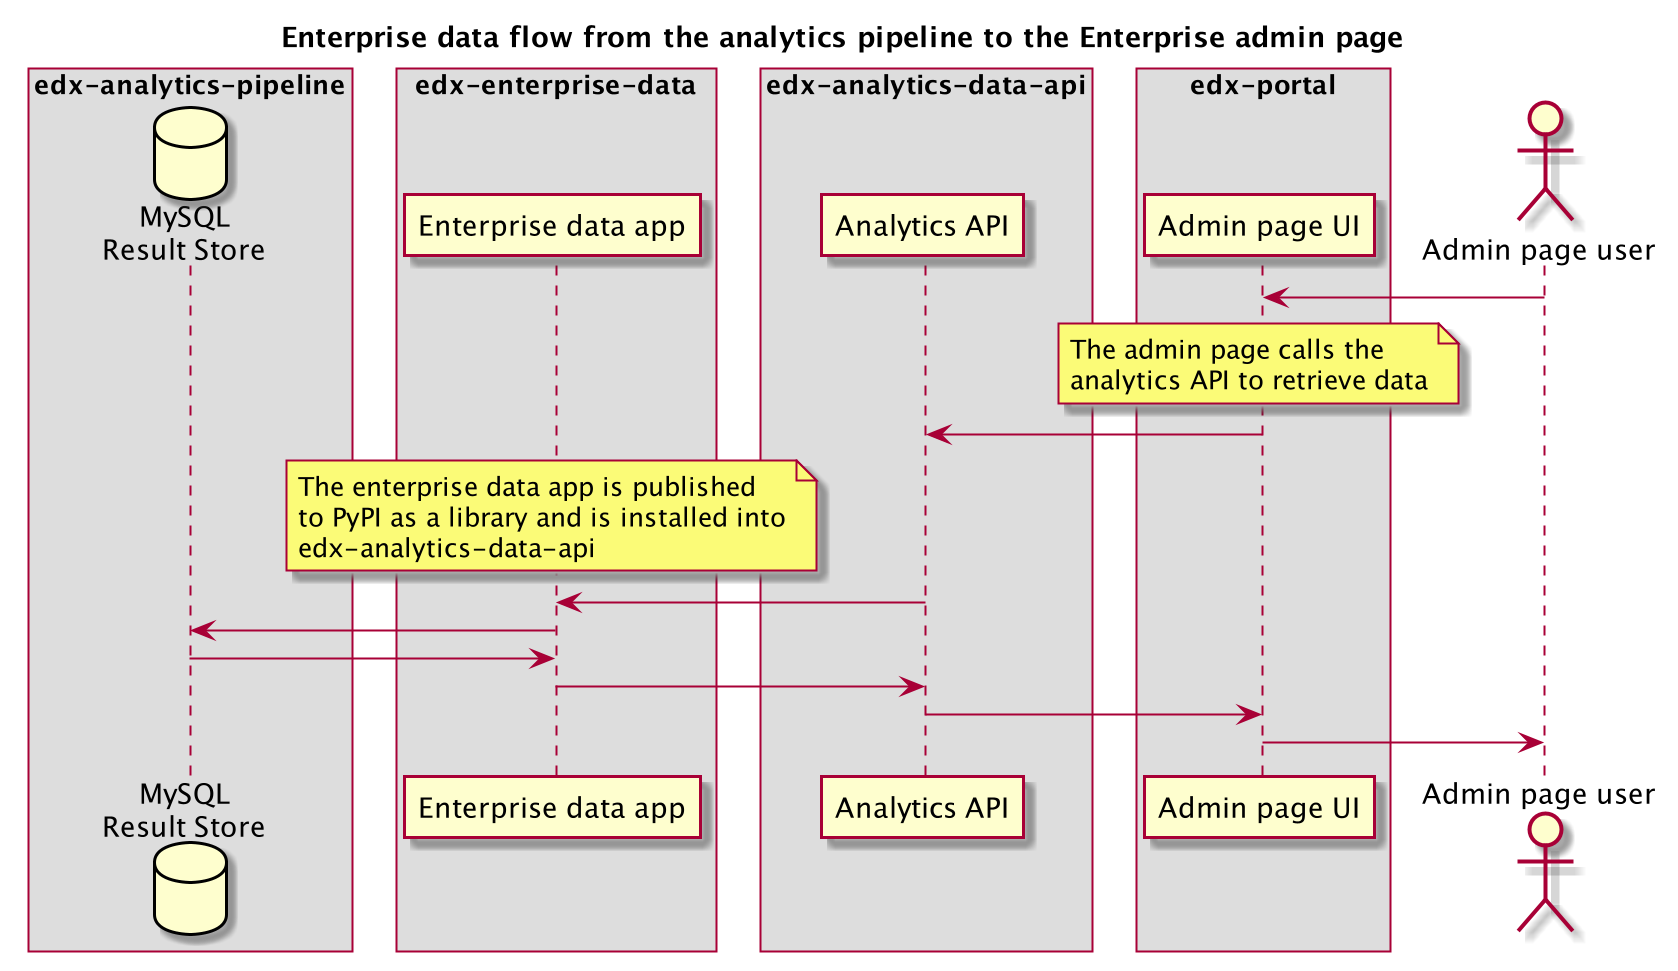 Enterprise data flow from the analytics pipeline to the Enterprise admin page
edx-analytics-pipeline
edx-enterprise-data
edx-analytics-data-api
edx-portal
MySQL
Result Store
Enterprise data app
Analytics API
Admin page UI
Admin page user
The admin page calls the
analytics API to retrieve data
The enterprise data app is published
to PyPI as a library and is installed into
edx-analytics-data-api
MySQL
Result Store
Enterprise data app
Analytics API
Admin page UI
Admin page user